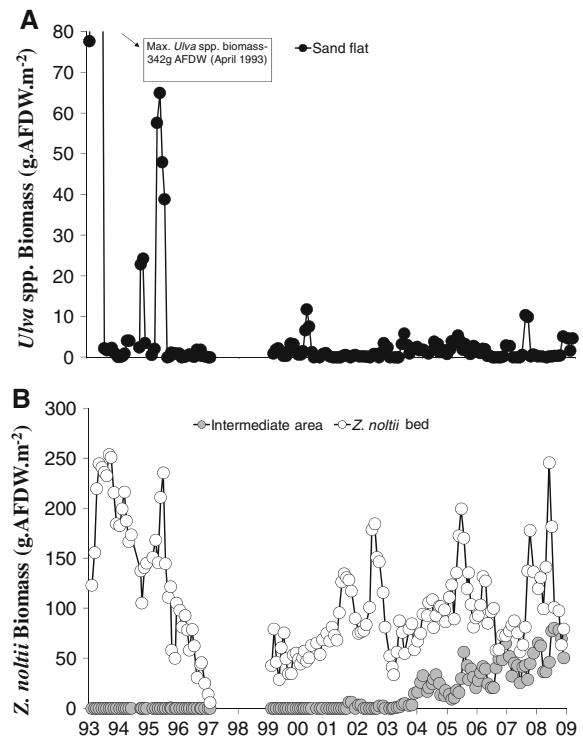 A
Ulva spp. Biomass (g.AFDW.m-2)
80
70
60
50
40
30
20
10
0
Max. Ulva spp. biomass-
342g AFDW (April 1993)
Sand flat
B
Z. noltii Biomass (g.AFDW.m-2)
300
250
200
150
100
50
0
Intermediate area Z. noltii bed
93 94 95 96 97 98 99 00 01 02 03 04 05 06 07 08 09